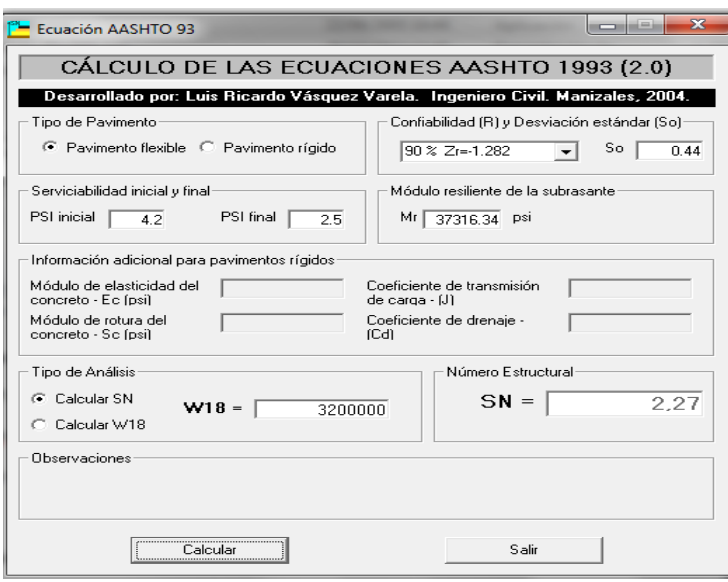 Ecuación AASHTO 93
CÁLCULO DE LAS ECUACIONES AASHTO 1993 (2.0)
Desarrollado por: Luis Ricardo Vásquez Varela. Ingeniero Civil. Manizales, 2004.
Tipo de Pavimento
Pavimento flexible Pavimento rígido
Confiabilidad (R) y Desviación estándar (So)
90 % Zr=-1.282 So 0.44
Serviciabilidad inicial y final
PSI inicial 4.2 PSI final 2.5
Módulo resiliente de la subrasante
Mr 37316.34 psi
Información adicional para pavimentos rígidos
Módulo de elasticidad del
concreto - Ec (psi)
Coeficiente de transmisión
de carga - (J)
Módulo de rotura del
concreto - Sc (psi)
Coeficiente de drenaje -
(Cd)
Tipo de Análisis
Calcular SN
Calcular W18
W18 = 3200000
Número Estructural
SN = 2,27
Observaciones
Calcular
Salir